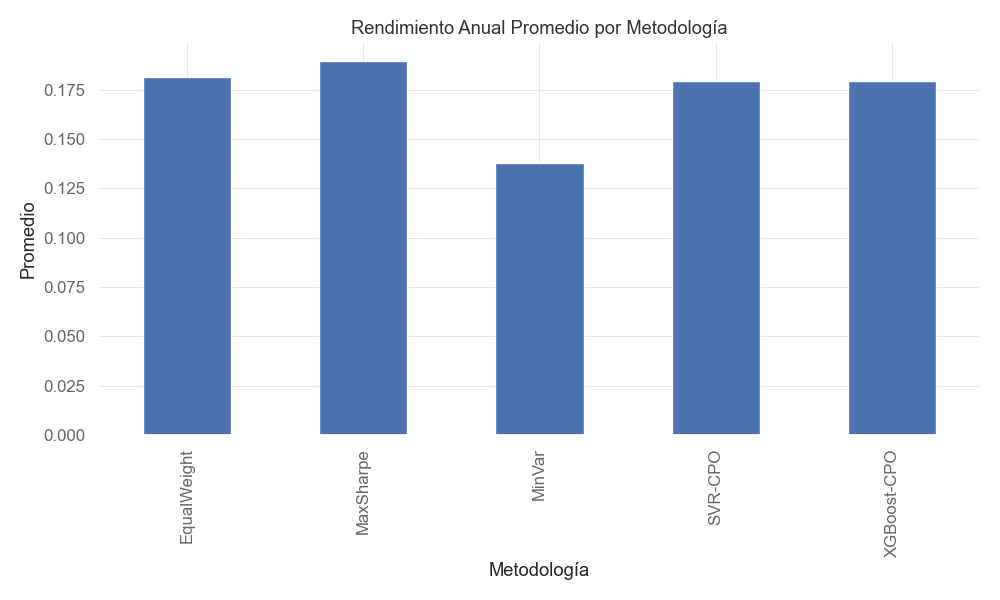 Rendimiento Anual Promedio por Metodología
Promedio
0.175
0.150
0.125
0.100
0.075
0.050
0.025
0.000
EqualWeight
MaxSharpe
MinVar
SVR-CPO
XGBoost-CPO
Metodología